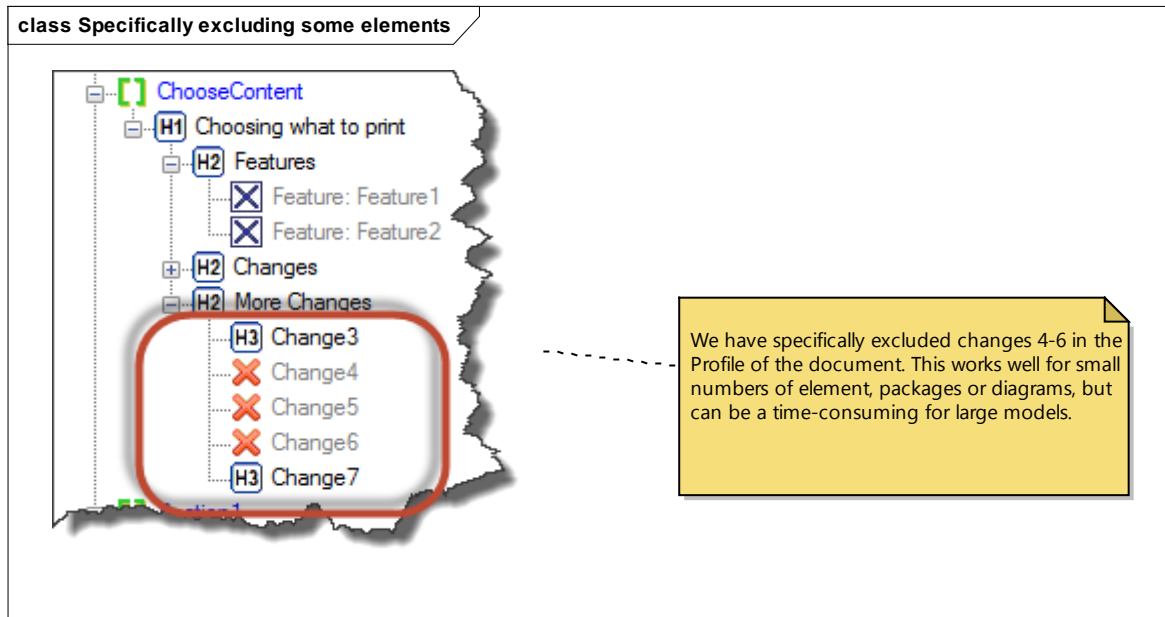 class Specifically excluding some elements
ChooseContent
H1 Choosing what to print
H2 Features
Feature: Feature1
Feature: Feature2
H2 Changes
H2 More Changes
H3 Change3
Change4
Change5
Change6
H3 Change7
We have specifically excluded changes 4-6 in the
Profile of the document. This works well for small
numbers of element, packages or diagrams, but
can be a time-consuming for large models.